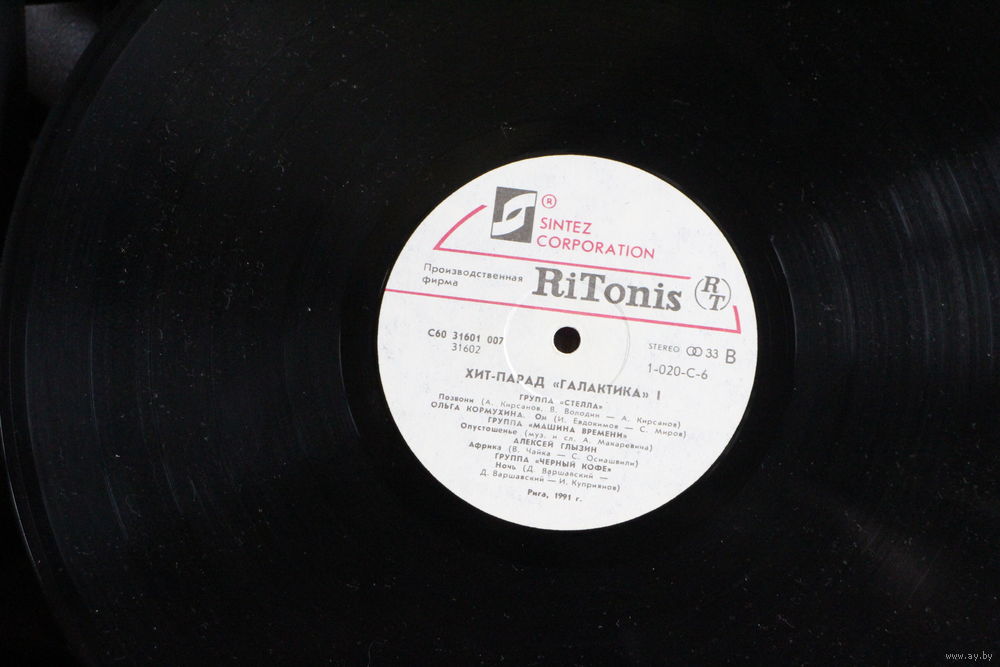 ®
SINTEZ
CORPORATION
Производственная
фирма
RiTonis
RT
С60 31601 007
31602
STEREO 33 B
1-020-C-6
ХИТ-ПАРАД «ГАЛАКТИКА» I
ГРУППА «СТЕЛЛА»
Позвони (А. Кирсанов, В. Володин — А. Кирсанов)
ОЛЬГА КОРМУХИНА. Он (И. Евдокимов — С. Миров)
ГРУППА «МАШИНА ВРЕМЕНИ»
Опустошенье (муз. и сл. А. Макаревича)
АЛЕКСЕЙ ГЛЫЗИН
Африка (В. Чайка — С. Осиашвили)
ГРУППА «ЧЕРНЫЙ КОФЕ»
Ночь (Д. Варшавский —
Д. Варшавский — И. Куприянов)
Рига, 1991 г.
www.ay.by